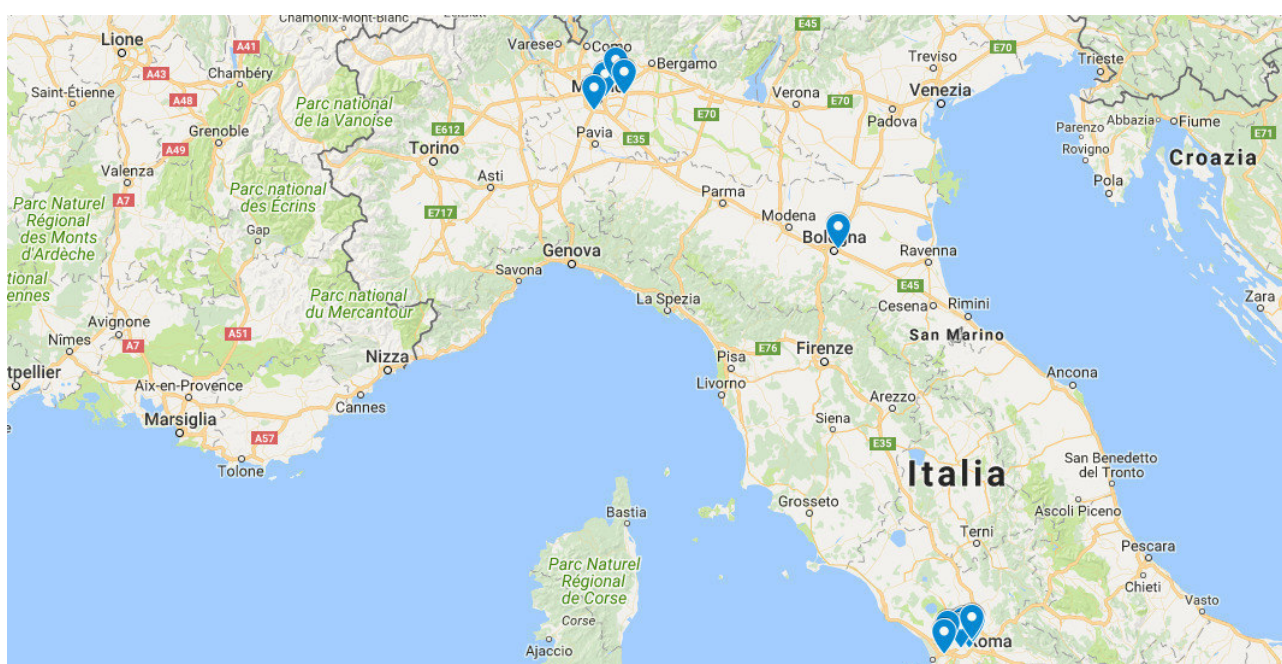 Chamonix-Mont-Blanc
E45
Lione
A41
Varese
Como
E70
Treviso
Trieste
A43
Chambéry
Bergamo
Saint-Étienne
A48
Parc national
de la Vanoise
Verona
E70
Venezia
Grenoble
E612
E70
Padova
Parenzo
Abbazia
Fiume
E71
A49
Torino
Pavia
E35
Rovigno
Croazia
Valenza
Asti
Parma
Pola
A7
Parc national
des Écrins
Parc Naturel
Régional
des Monts
d'Ardèche
E717
Modena
Gap
Bologna
Genova
Ravenna
Savona
E45
Parc national
du Mercantour
La Spezia
Cesena
Rimini
Zara
Avignone
A51
San Marino
Nîmes
A7
Nizza
E76
Firenze
Pisa
Aix-en-Provence
Livorno
Ancona
Cannes
Arezzo
Marsiglia
Siena
A57
E35
Tolone
San Benedetto
del Tronto
Italia
Grosseto
Ascoli Piceno
Bastia
Terni
Pescara
Parc Naturel
Régional
de Corse
Chieti
Vasto
Corse
Roma
Ajaccio